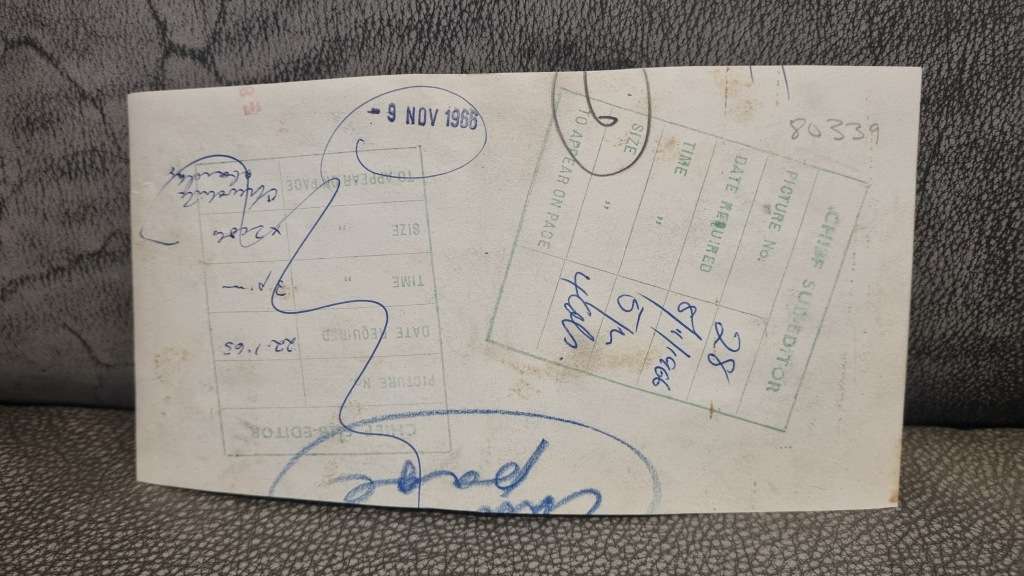 - 9 NOV 1966
80339
CHIEF SUB-EDITOR
PICTURE No. 28
DATE REQUIRED 8/11/1966
TIME "
SIZE " 4 Cols.
TO APPEAR ON PAGE
CHIEF SUB-EDITOR
PICTURE No.
DATE REQUIRED 22.1.65
TIME "
SIZE "
TO APPEAR ON PAGE
page